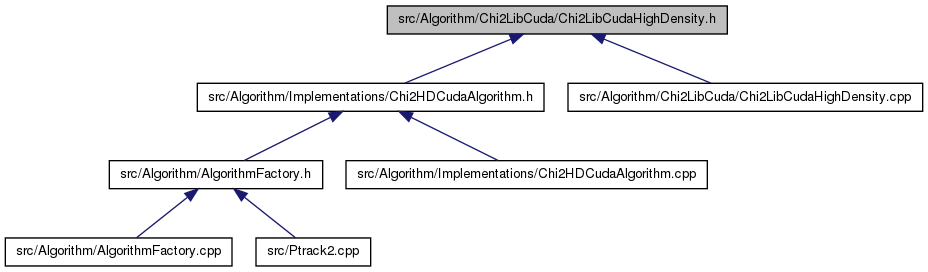 src/Algorithm/Chi2LibCuda/Chi2LibCudaHighDensity.h
src/Algorithm/Implementations/Chi2HDCudaAlgorithm.h
src/Algorithm/Chi2LibCuda/Chi2LibCudaHighDensity.cpp
src/Algorithm/AlgorithmFactory.h
src/Algorithm/Implementations/Chi2HDCudaAlgorithm.cpp
src/Algorithm/AlgorithmFactory.cpp
src/Ptrack2.cpp